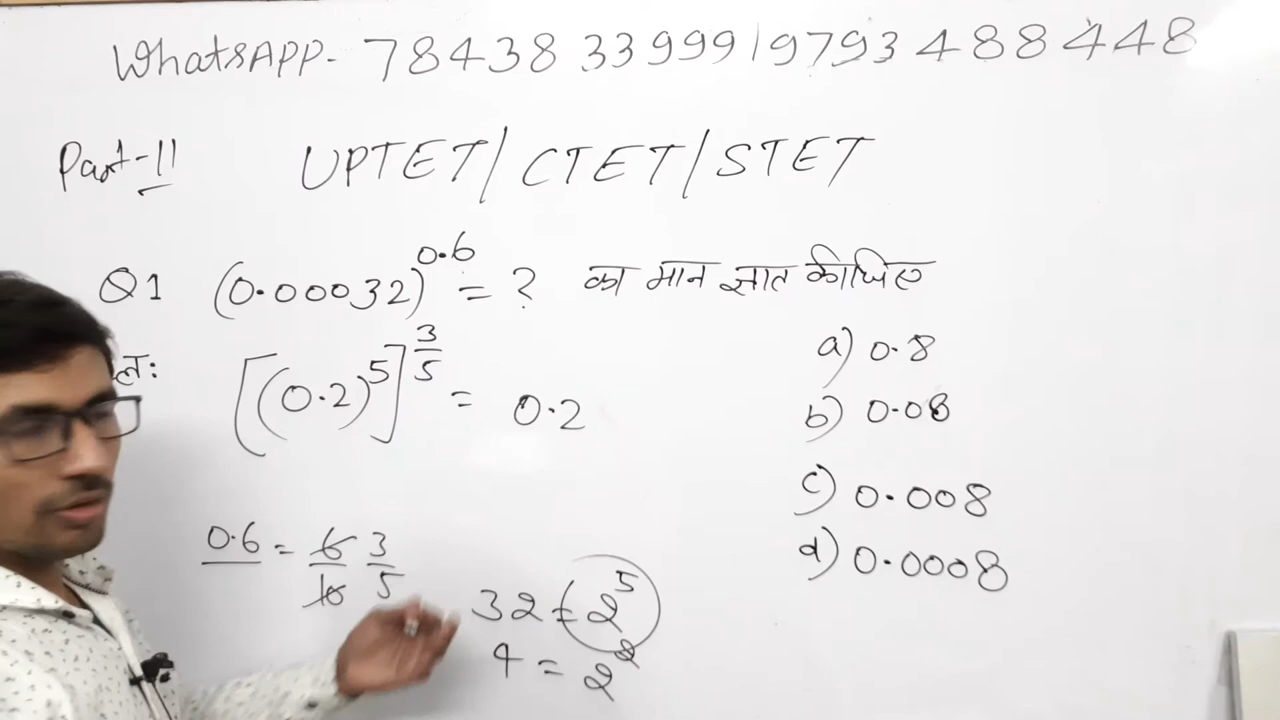 WhatsAPP- 78438 33999 / 9793 488 448
Part-11 UPTET/CTET/STET
Q1 (0.00032)^0.6 = ? का मान ज्ञात कीजिए
[(0.2)^5]^3/5 = 0.2
a) 0.8
b) 0.08
c) 0.008
d) 0.0008
0.6 = 6/10 3/5
32 = 2^5
4 = 2^2